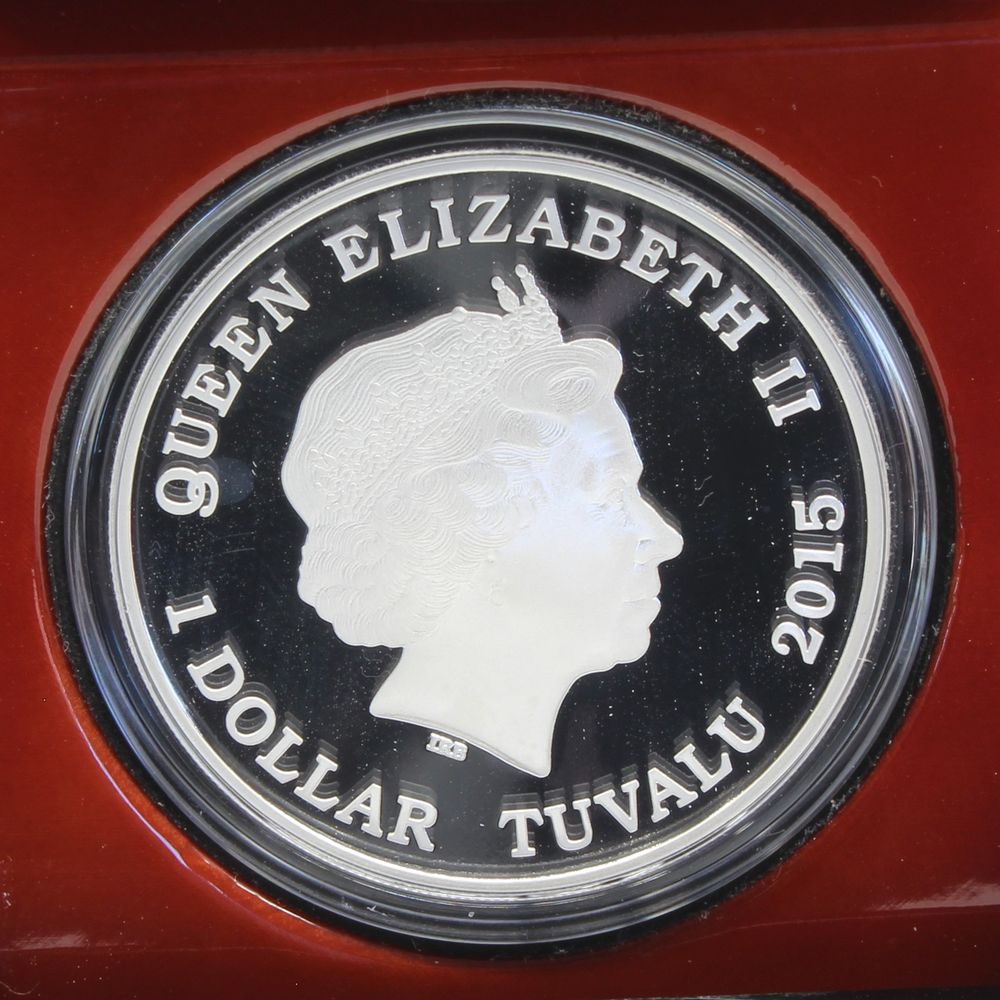 QUEEN ELIZABETH II
2015
1 DOLLAR TUVALU
IRB